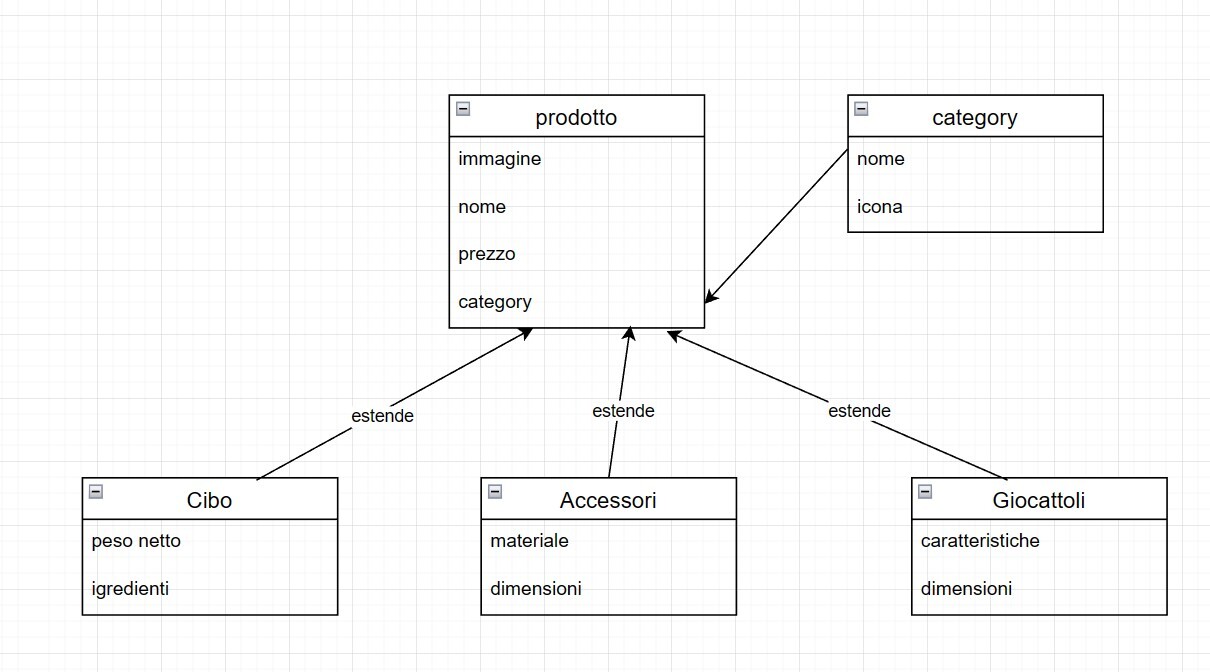 prodotto
immagine
nome
prezzo
category
category
nome
icona
estende
estende
estende
Cibo
peso netto
igredienti
Accessori
materiale
dimensioni
Giocattoli
caratteristiche
dimensioni